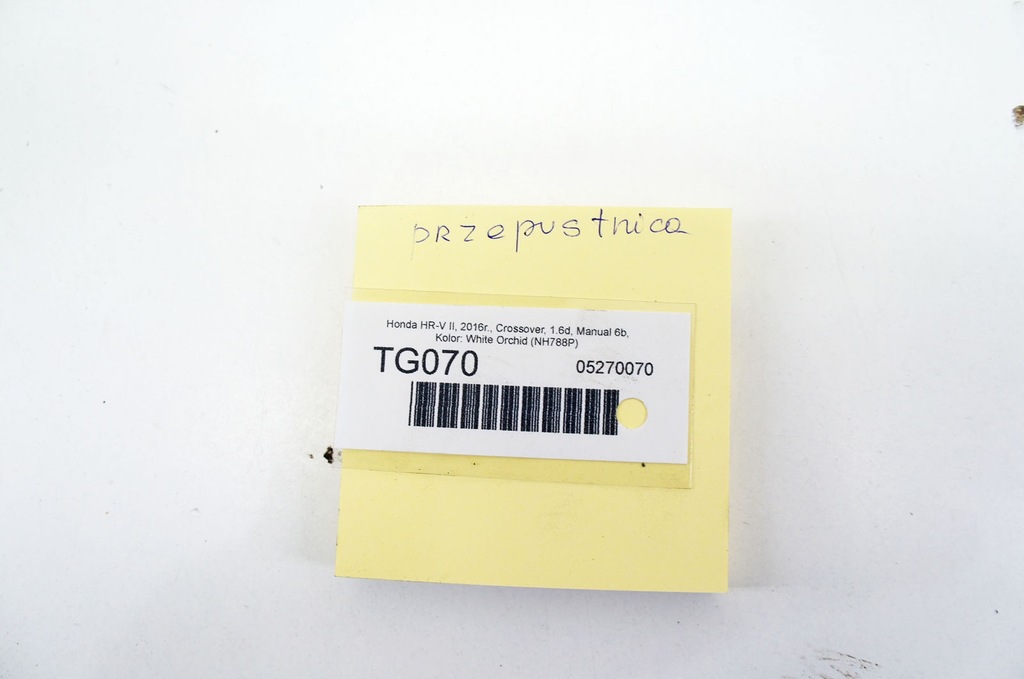 przepustnica
Honda HR-V II, 2016r., Crossover, 1.6d, Manual 6b,
Kolor: White Orchid (NH788P)
TG070 05270070